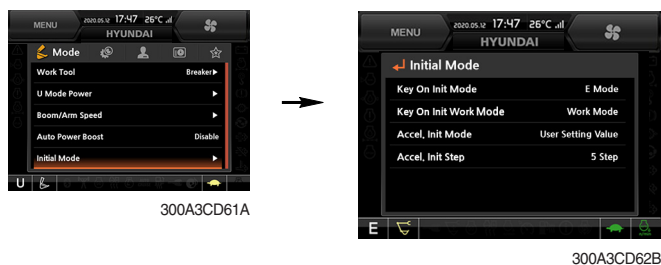 MENU
2020.05.12 17:47 26°C
HYUNDAI
Mode
Work Tool Breaker▶
U Mode Power ▶
Boom/Arm Speed ▶
Auto Power Boost Disable
Initial Mode ▶
U
300A3CD61A
MENU
2020.05.12 17:47 26°C
HYUNDAI
Initial Mode
Key On Init Mode E Mode
Key On Init Work Mode Work Mode
Accel. Init Mode User Setting Value
Accel. Init Step 5 Step
E
300A3CD62B